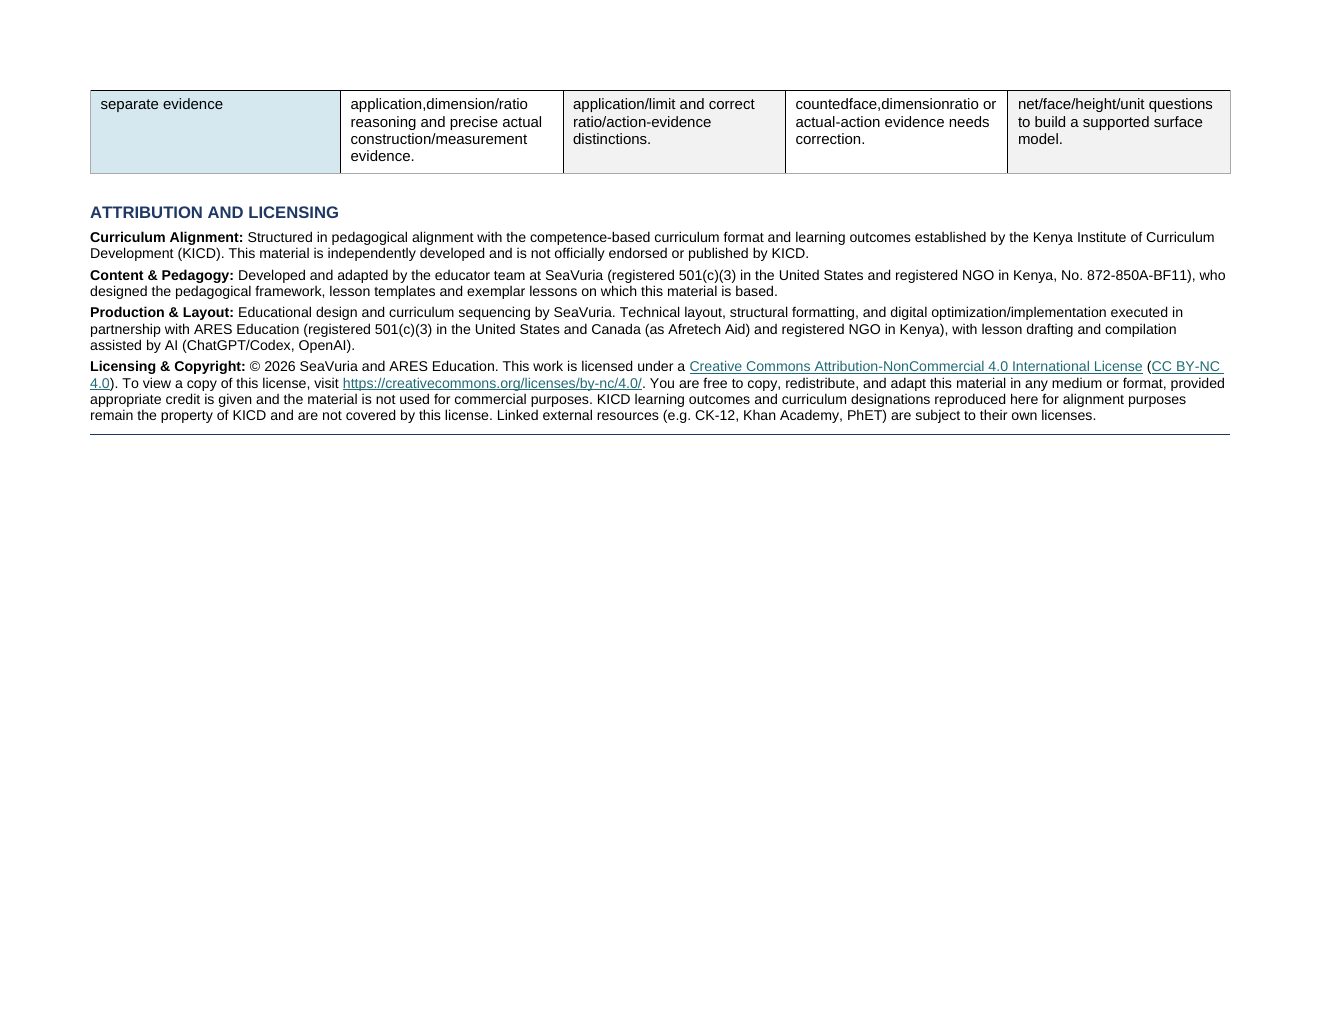 separate evidence
application,dimension/ratio
reasoning and precise actual
construction/measurement
evidence.
application/limit and correct
ratio/action-evidence
distinctions.
countedface,dimensionratio or
actual-action evidence needs
correction.
net/face/height/unit questions
to build a supported surface
model.
ATTRIBUTION AND LICENSING
Curriculum Alignment: Structured in pedagogical alignment with the competence-based curriculum format and learning outcomes established by the Kenya Institute of Curriculum
Development (KICD). This material is independently developed and is not officially endorsed or published by KICD.
Content & Pedagogy: Developed and adapted by the educator team at SeaVuria (registered 501(c)(3) in the United States and registered NGO in Kenya, No. 872-850A-BF11), who
designed the pedagogical framework, lesson templates and exemplar lessons on which this material is based.
Production & Layout: Educational design and curriculum sequencing by SeaVuria. Technical layout, structural formatting, and digital optimization/implementation executed in
partnership with ARES Education (registered 501(c)(3) in the United States and Canada (as Afretech Aid) and registered NGO in Kenya), with lesson drafting and compilation
assisted by AI (ChatGPT/Codex, OpenAI).
Licensing & Copyright: © 2026 SeaVuria and ARES Education. This work is licensed under a Creative Commons Attribution-NonCommercial 4.0 International License (CC BY-NC
4.0). To view a copy of this license, visit https://creativecommons.org/licenses/by-nc/4.0/. You are free to copy, redistribute, and adapt this material in any medium or format, provided
appropriate credit is given and the material is not used for commercial purposes. KICD learning outcomes and curriculum designations reproduced here for alignment purposes
remain the property of KICD and are not covered by this license. Linked external resources (e.g. CK-12, Khan Academy, PhET) are subject to their own licenses.